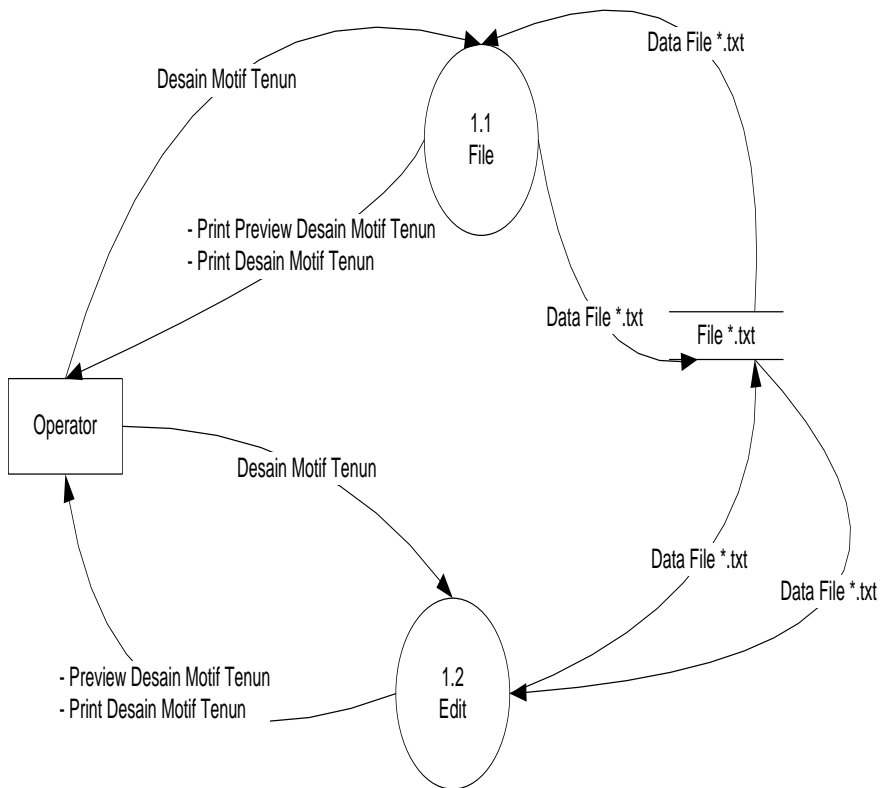 Data File *.txt
Desain Motif Tenun
1.1
File
- Print Preview Desain Motif Tenun
- Print Desain Motif Tenun
Data File *.txt
File *.txt
Operator
Desain Motif Tenun
Data File *.txt
Data File *.txt
- Preview Desain Motif Tenun
- Print Desain Motif Tenun
1.2
Edit